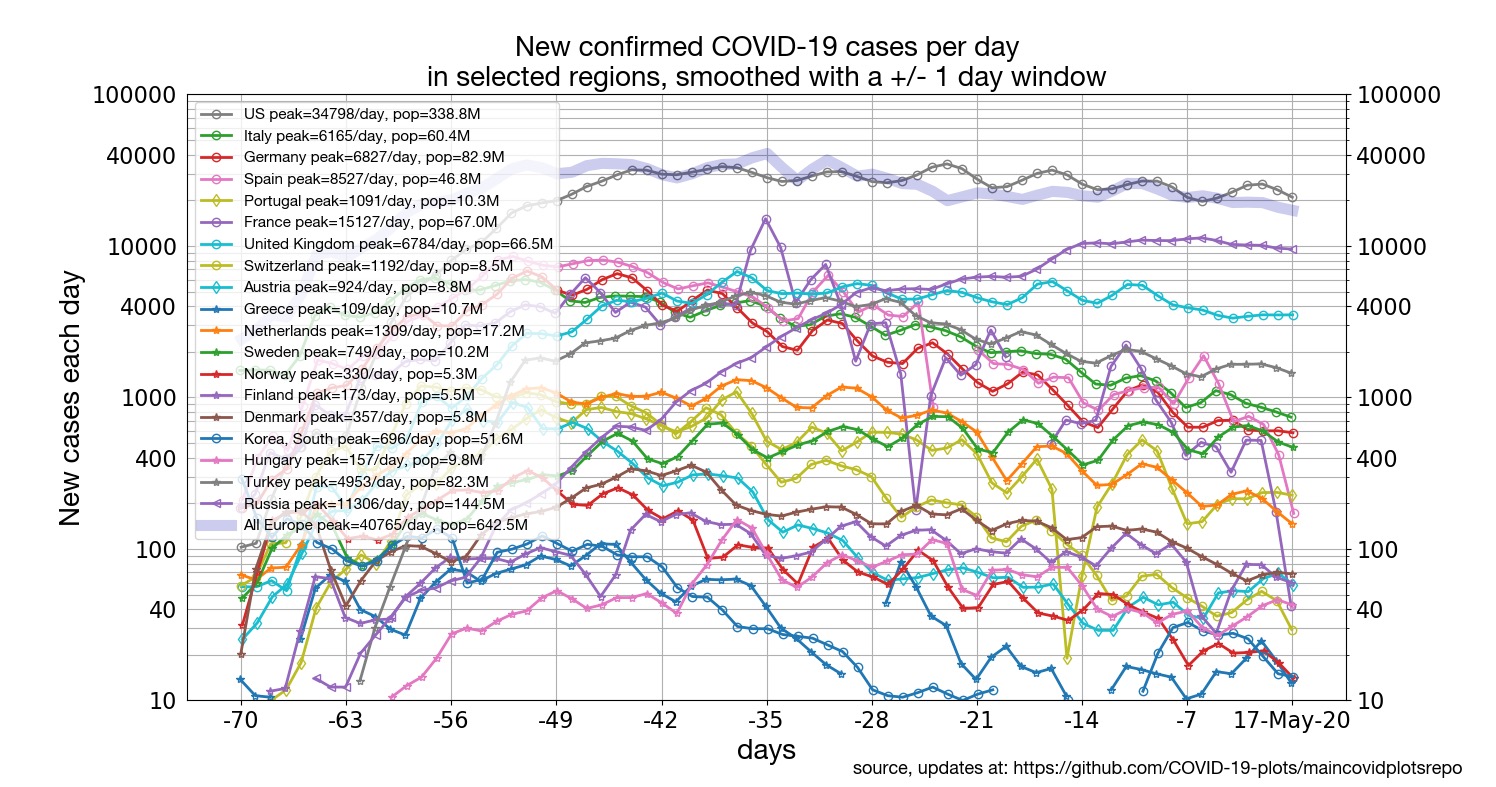 New confirmed COVID-19 cases per day
in selected regions, smoothed with a +/- 1 day window
100000
40000
10000
4000
1000
400
100
40
10
New cases each day
US peak=34798/day, pop=338.8M
Italy peak=6165/day, pop=60.4M
Germany peak=6827/day, pop=82.9M
Spain peak=8527/day, pop=46.8M
Portugal peak=1091/day, pop=10.3M
France peak=15127/day, pop=67.0M
United Kingdom peak=6784/day, pop=66.5M
Switzerland peak=1192/day, pop=8.5M
Austria peak=924/day, pop=8.8M
Greece peak=109/day, pop=10.7M
Netherlands peak=1309/day, pop=17.2M
Sweden peak=749/day, pop=10.2M
Norway peak=330/day, pop=5.3M
Finland peak=173/day, pop=5.5M
Denmark peak=357/day, pop=5.8M
Korea, South peak=696/day, pop=51.6M
Hungary peak=157/day, pop=9.8M
Turkey peak=4953/day, pop=82.3M
Russia peak=11306/day, pop=144.5M
All Europe peak=40765/day, pop=642.5M
100000
40000
10000
4000
1000
400
100
40
10
-70 -63 -56 -49 -42 -35 -28 -21 -14 -7 17-May-20
days
source, updates at: https://github.com/COVID-19-plots/maincovidplotsrepo